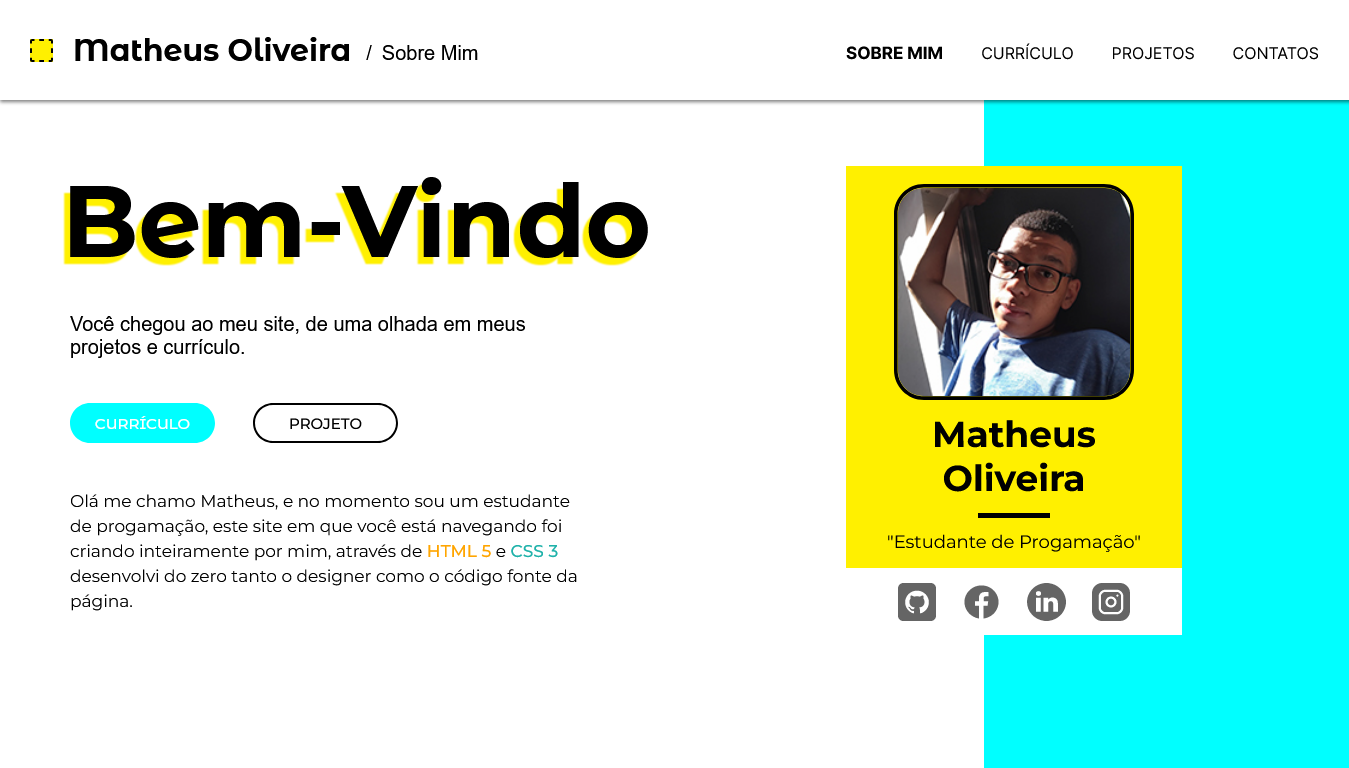 Matheus Oliveira / Sobre Mim
SOBRE MIM CURRÍCULO PROJETOS CONTATOS
Bem-Vindo
Você chegou ao meu site, de uma olhada em meus
projetos e currículo.
CURRÍCULO PROJETO
Olá me chamo Matheus, e no momento sou um estudante
de progamação, este site em que você está navegando foi
criando inteiramente por mim, através de HTML 5 e CSS 3
desenvolvi do zero tanto o designer como o código fonte da
página.
Matheus
Oliveira
"Estudante de Progamação"